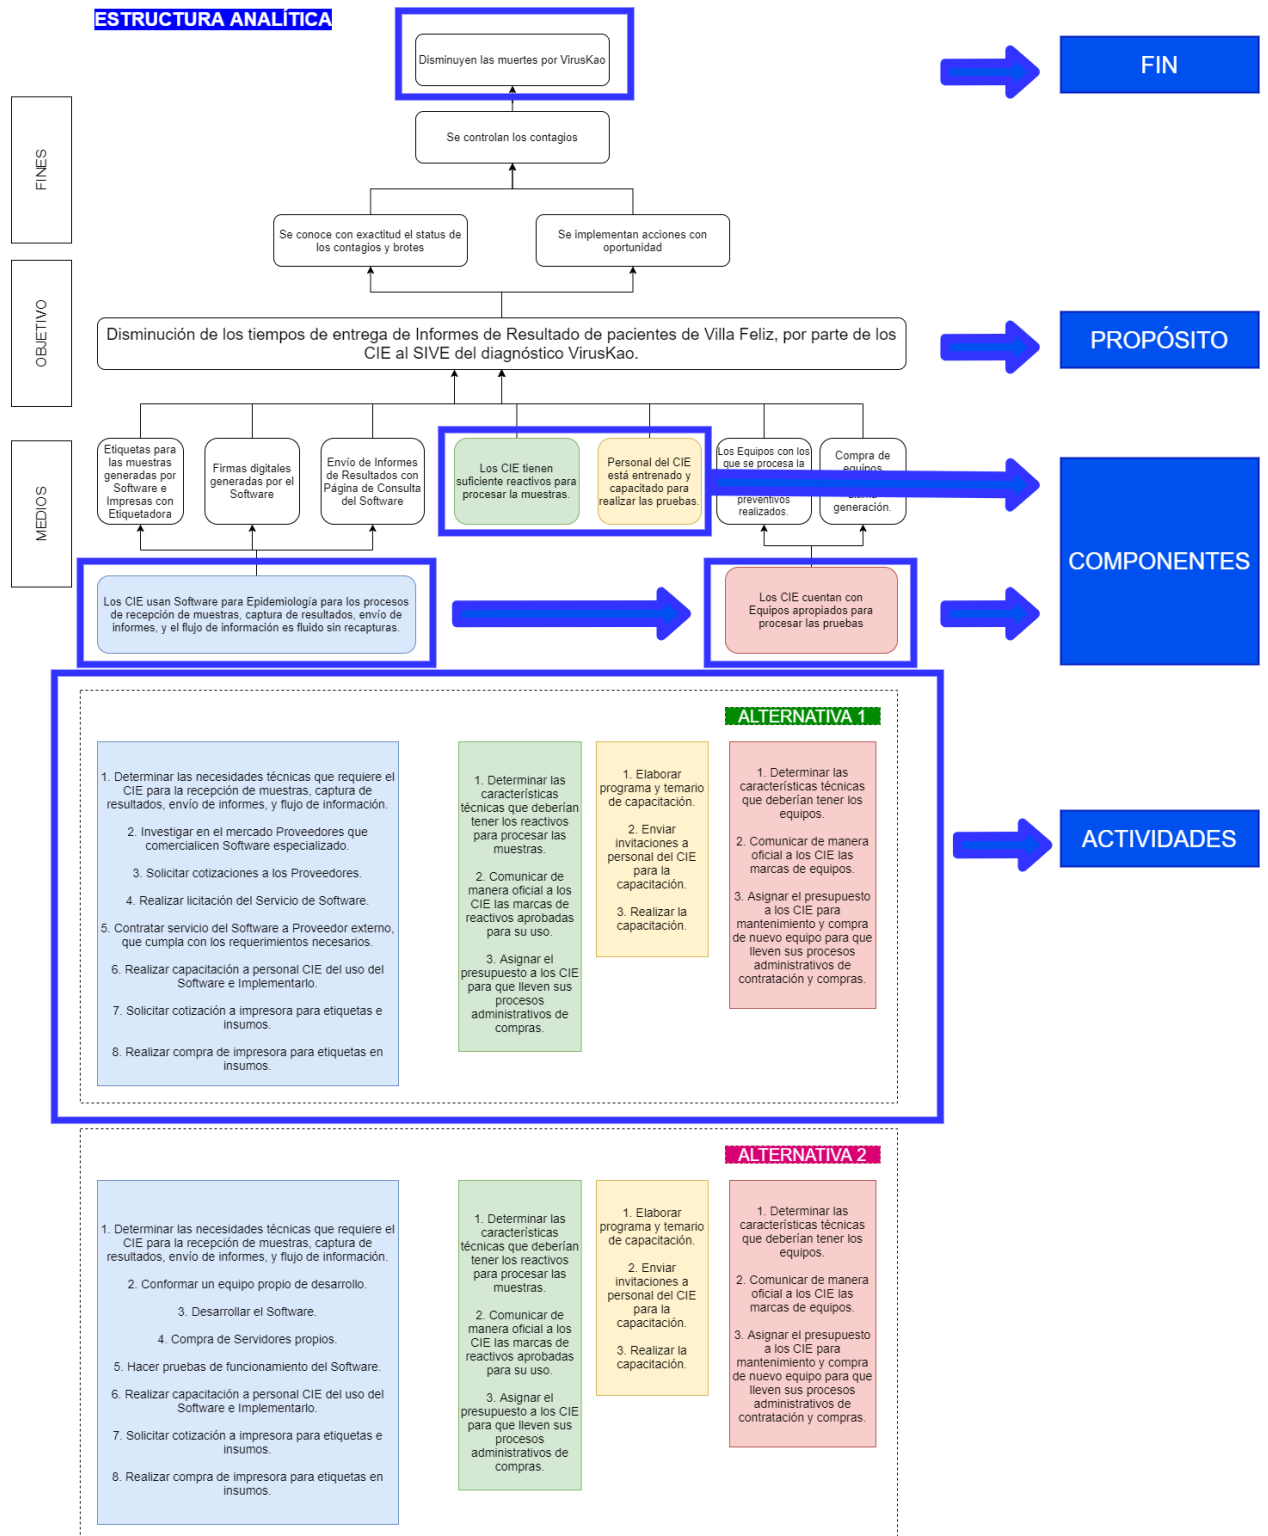 ESTRUCTURA ANALÍTICA
Disminuyen las muertes por VirusKao
FIN
FINES
Se controlan los contagios
Se conoce con exactitud el status de
los contagios y brotes
Se implementan acciones con
oportunidad
OBJETIVO
Disminución de los tiempos de entrega de Informes de Resultado de pacientes de Villa Feliz, por parte de los
CIE al SIVE del diagnóstico VirusKao.
PROPÓSITO
MEDIOS
Etiquetas para
las muestras
generadas por
Software e
Impresas con
Etiquetadora
Firmas digitales
generadas por el
Software
Envío de Informes
de Resultados con
Página de Consulta
del Software
Los CIE tienen
suficiente reactivos para
procesar la muestras.
Personal del CIE
está entrenado y
capacitado para
realizar las pruebas.
Los Equipos con los
que se procesa la
preventivos
realizados.
Compra de
equipos
generación.
COMPONENTES
Los CIE usan Software para Epidemiología para los procesos
de recepción de muestras, captura de resultados, envío de
informes, y el flujo de información es fluido sin recapturas.
Los CIE cuentan con
Equipos apropiados para
procesar las pruebas
ALTERNATIVA 1
1. Determinar las necesidades técnicas que requiere el
CIE para la recepción de muestras, captura de
resultados, envío de informes, y flujo de información.
2. Investigar en el mercado Proveedores que
comercialicen Software especializado.
3. Solicitar cotizaciones a los Proveedores.
4. Realizar licitación del Servicio de Software.
5. Contratar servicio del Software a Proveedor externo,
que cumpla con los requerimientos necesarios.
6. Realizar capacitación a personal CIE del uso del
Software e Implementarlo.
7. Solicitar cotización a impresora para etiquetas e
insumos.
8. Realizar compra de impresora para etiquetas en
insumos.
1. Determinar las
características
técnicas que deberían
tener los reactivos
para procesar las
muestras.
2. Comunicar de
manera oficial a los
CIE las marcas de
reactivos aprobadas
para su uso.
3. Asignar el
presupuesto a los CIE
para que lleven sus
procesos
administrativos de
compras.
1. Elaborar
programa y temario
de capacitación.
2. Enviar
invitaciones a
personal del CIE
para la
capacitación.
3. Realizar la
capacitación.
1. Determinar las
características técnicas
que deberían tener los
equipos.
2. Comunicar de manera
oficial a los CIE las
marcas de equipos.
3. Asignar el presupuesto
a los CIE para
mantenimiento y compra
de nuevo equipo para que
lleven sus procesos
administrativos de
contratación y compras.
ACTIVIDADES
ALTERNATIVA 2
1. Determinar las necesidades técnicas que requiere el
CIE para la recepción de muestras, captura de
resultados, envío de informes, y flujo de información.
2. Conformar un equipo propio de desarrollo.
3. Desarrollar el Software.
4. Compra de Servidores propios.
5. Hacer pruebas de funcionamiento del Software.
6. Realizar capacitación a personal CIE del uso del
Software e Implementarlo.
7. Solicitar cotización a impresora para etiquetas e
insumos.
8. Realizar compra de impresora para etiquetas en
insumos.
1. Determinar las
características
técnicas que deberían
tener los reactivos
para procesar las
muestras.
2. Comunicar de
manera oficial a los
CIE las marcas de
reactivos aprobadas
para su uso.
3. Asignar el
presupuesto a los CIE
para que lleven sus
procesos
administrativos de
compras.
1. Elaborar
programa y temario
de capacitación.
2. Enviar
invitaciones a
personal del CIE
para la
capacitación.
3. Realizar la
capacitación.
1. Determinar las
características técnicas
que deberían tener los
equipos.
2. Comunicar de manera
oficial a los CIE las
marcas de equipos.
3. Asignar el presupuesto
a los CIE para
mantenimiento y compra
de nuevo equipo para que
lleven sus procesos
administrativos de
contratación y compras.